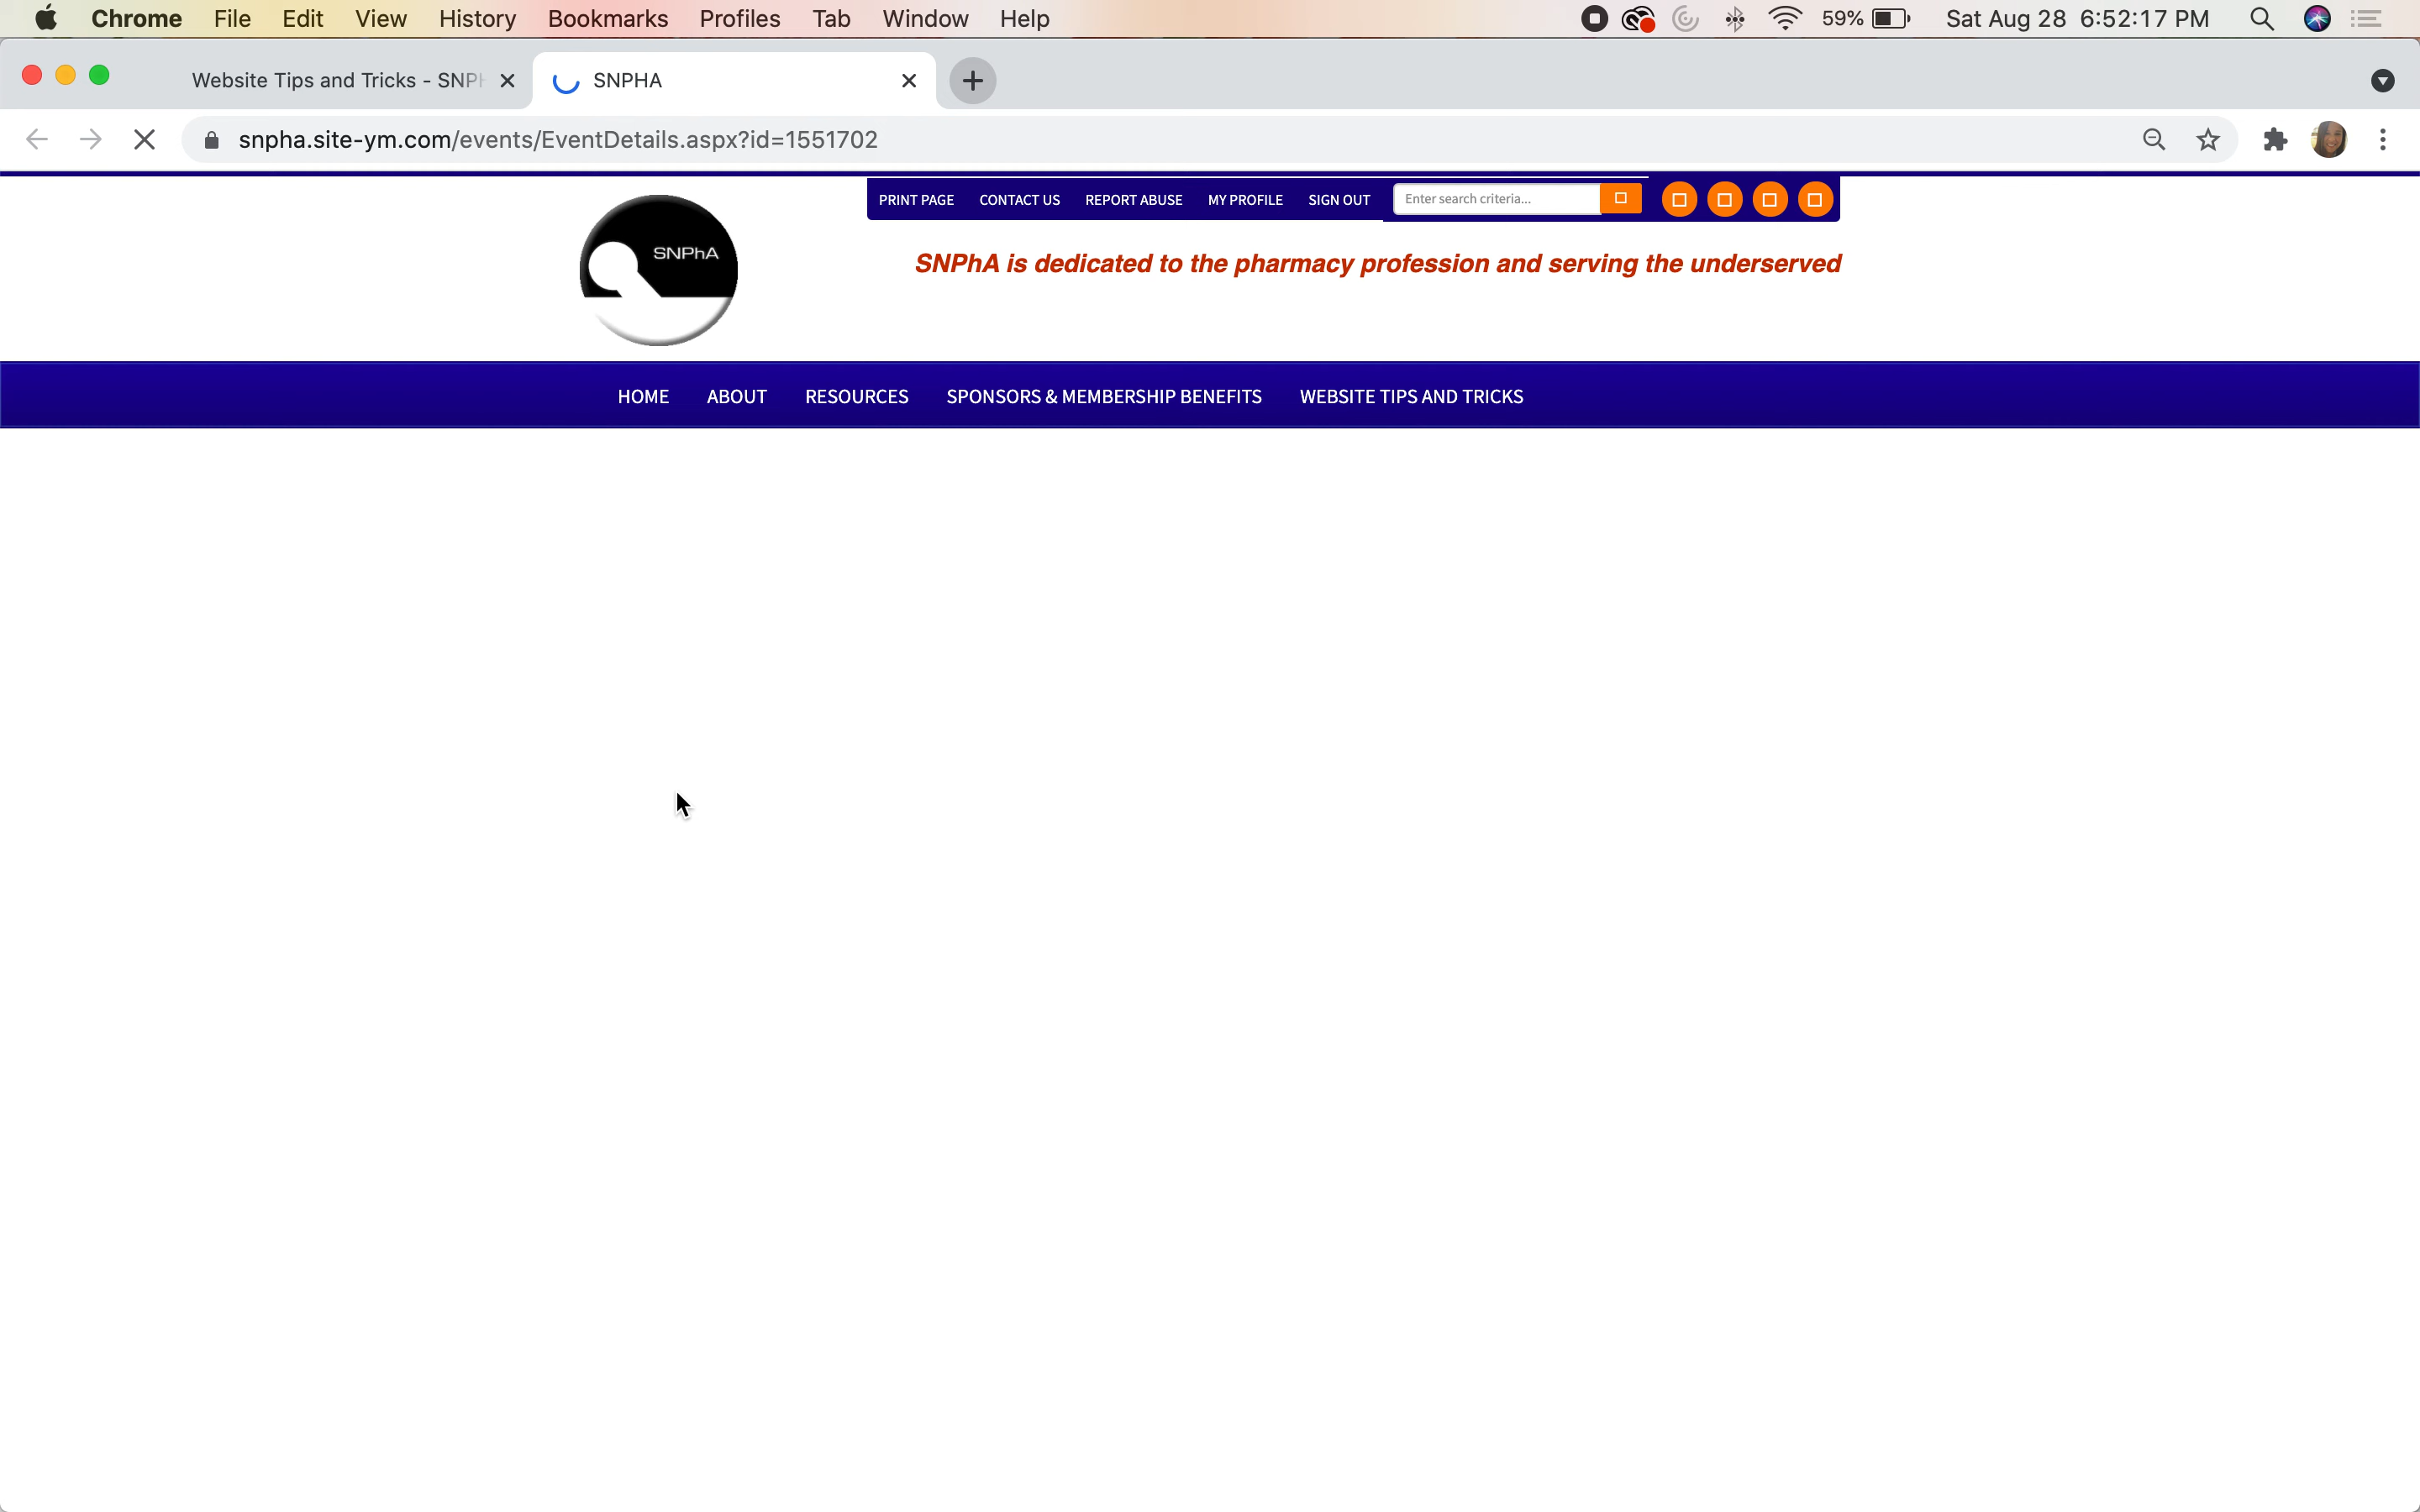 Chrome File Edit View History Bookmarks Profiles Tab Window Help 59% Sat Aug 28 6:52:17 PM
Website Tips and Tricks - SNPH SNPHA
snpha.site-ym.com/events/EventDetails.aspx?id=1551702
PRINT PAGE CONTACT US REPORT ABUSE MY PROFILE SIGN OUT Enter search criteria...
SNPhA
SNPhA is dedicated to the pharmacy profession and serving the underserved
HOME ABOUT RESOURCES SPONSORS & MEMBERSHIP BENEFITS WEBSITE TIPS AND TRICKS